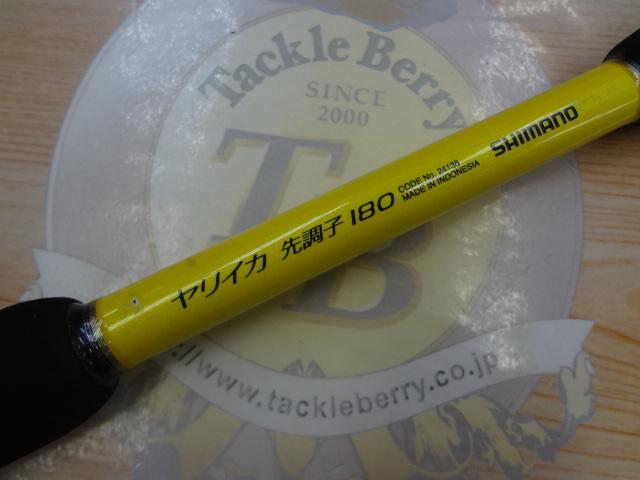 Tackle Berry
SINCE
2000
TB
ヤリイカ 先調子 180
CODE No. 24138
MADE IN INDONESIA
SHIMANO
://www.tackleberry.co.jp